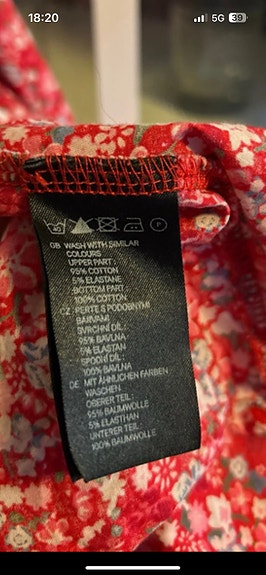 18:20
5G 39
P
GB WASH WITH SIMILAR
COLOURS
UPPER PART:
95% COTTON
5% ELASTANE
BOTTOM PART
100% COTTON
CZ PERTE S PODOBNÝMI
BARVAMI
SVRCHNÍ DÍL:
95% BAVLNA
5% ELASTAN
SPODNÍ DÍL:
100% BAVLNA
DE MIT ÄHNLICHEN FARBEN
WASCHEN
OBERER TEIL:
95% BAUMWOLLE
5% ELASTHAN
UNTERER TEIL:
100% BAUMWOLLE